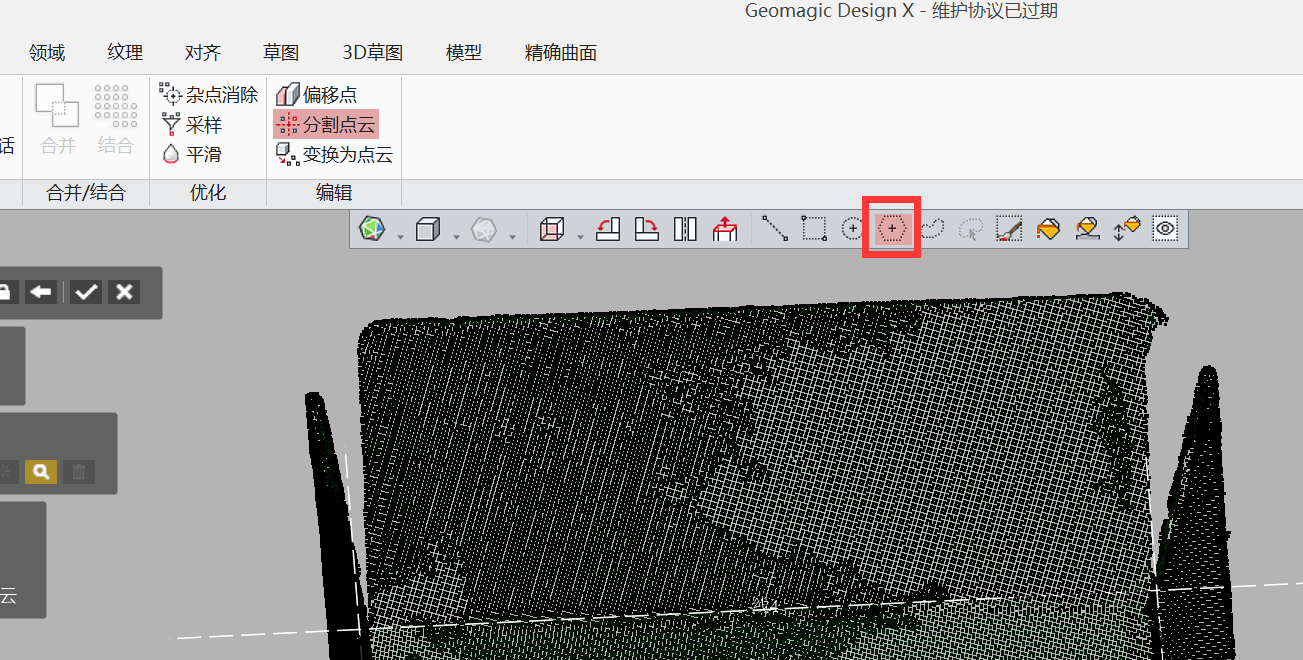 Geomagic Design X - 维护协议已过期
领域 纹理 对齐 草图 3D草图 模型 精确曲面
杂点消除 偏移点
话 合并 结合 采样 分割点云
平滑 变换为点云
合并/结合 优化 编辑
云